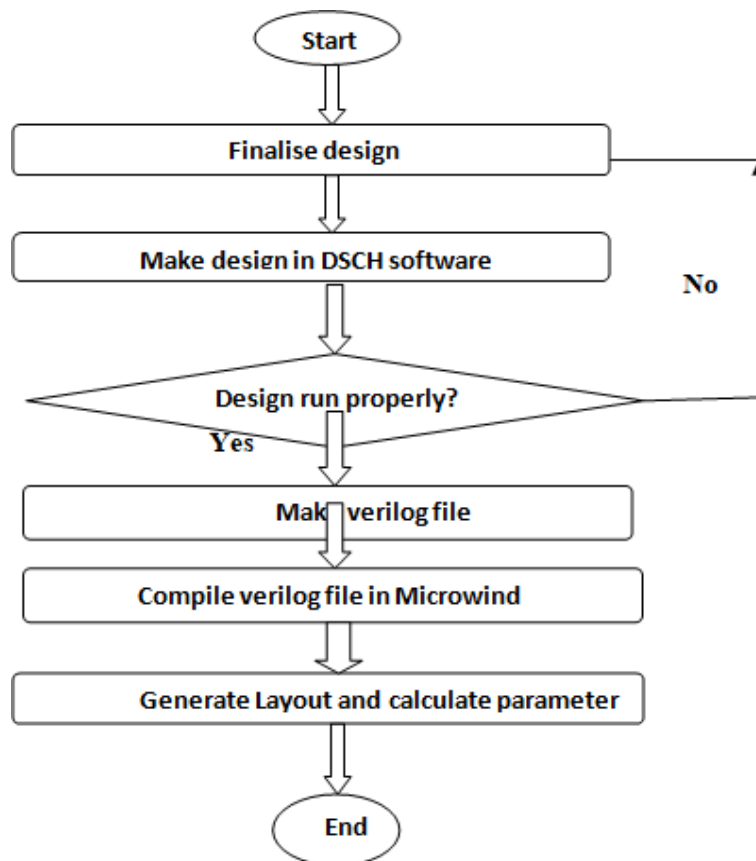 Start
Finalise design
Make design in DSCH software
No
Design run properly?
Yes
Mak verilog file
Compile verilog file in Microwind
Generate Layout and calculate parameter
End